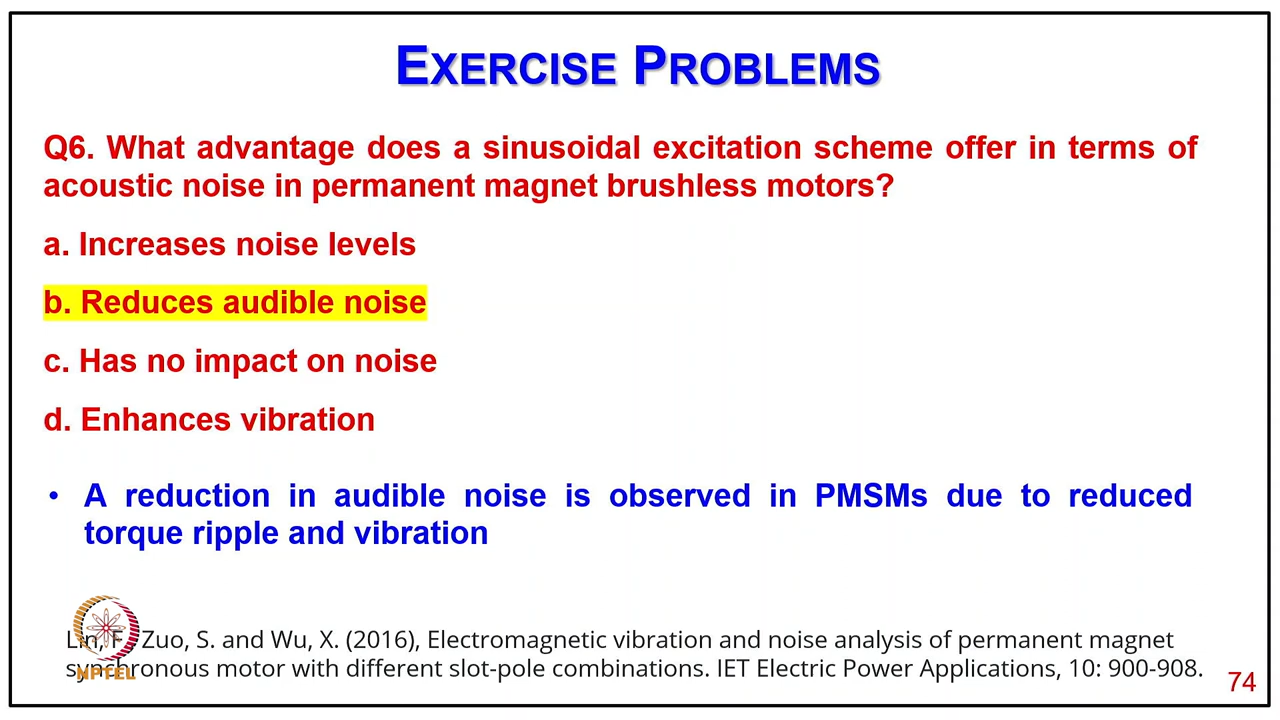 EXERCISE PROBLEMS
Q6. What advantage does a sinusoidal excitation scheme offer in terms of
acoustic noise in permanent magnet brushless motors?
a. Increases noise levels
b. Reduces audible noise
c. Has no impact on noise
d. Enhances vibration
• A reduction in audible noise is observed in PMSMs due to reduced
torque ripple and vibration
Lin, F., Zuo, S. and Wu, X. (2016), Electromagnetic vibration and noise analysis of permanent magnet
synchronous motor with different slot-pole combinations. IET Electric Power Applications, 10: 900-908.
NPTEL
74